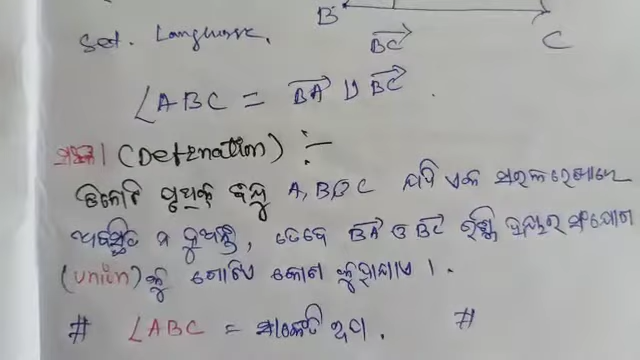 B
C
BC
Set. Language.
∠ABC = BA ∪ BC .
ସଂଜ୍ଞା (Defination) :-
ତିନୋଟି ପୃଥକ୍ ବିନ୍ଦୁ A, B, C ଯଦି ଏକ ସରଳରେଖାରେ
ଅବସ୍ଥିତ ନ ହୁଅନ୍ତି, ତେବେ BA ଓ BC ରଶ୍ମି ଦ୍ୱୟର ସଂଯୋଗ
(Union) କୁ ଗୋଟିଏ କୋଣ କୁହାଯାଏ ।
# ∠ABC = ସାଙ୍କେତିକ #